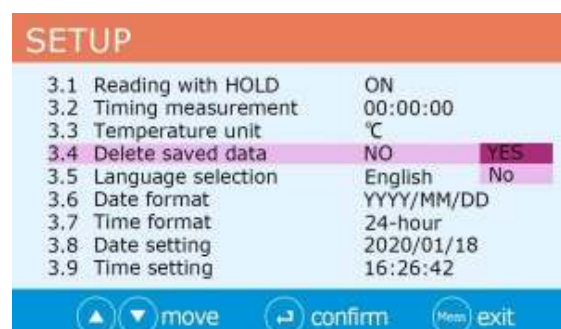 SETUP
3.1 Reading with HOLD ON
3.2 Timing measurement 00:00:00
3.3 Temperature unit ℃
3.4 Delete saved data NO YES
3.5 Language selection English No
3.6 Date format YYYY/MM/DD
3.7 Time format 24-hour
3.8 Date setting 2020/01/18
3.9 Time setting 16:26:42
move confirm exit